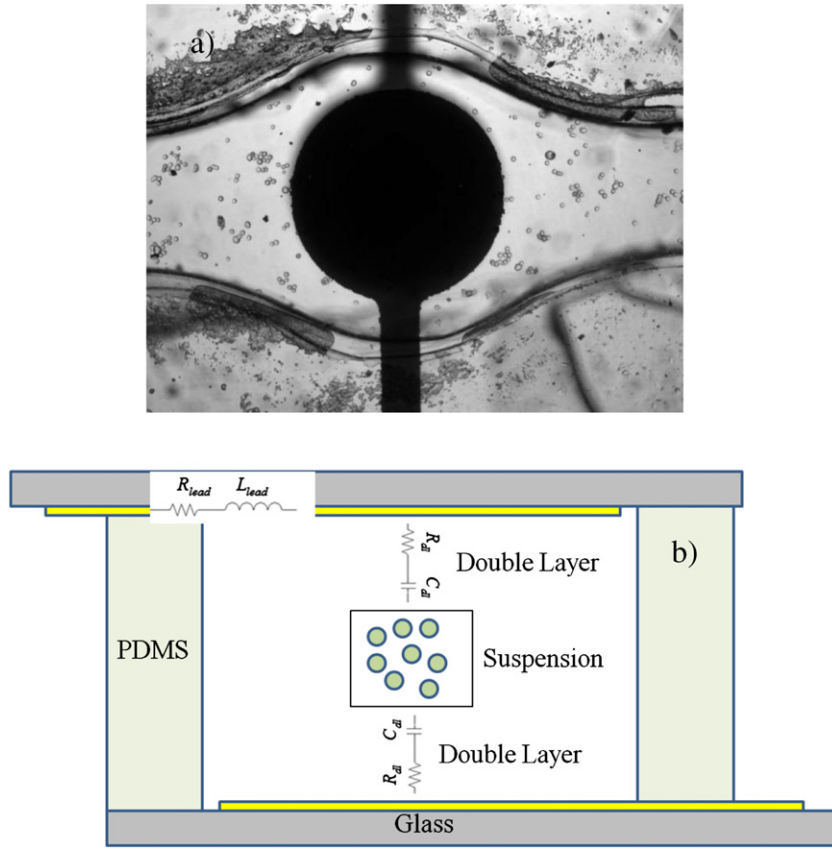 a)
R_lead L_lead
b)
R_dl
C_dl
Double Layer
PDMS
Suspension
C_dl
R_dl
Double Layer
Glass